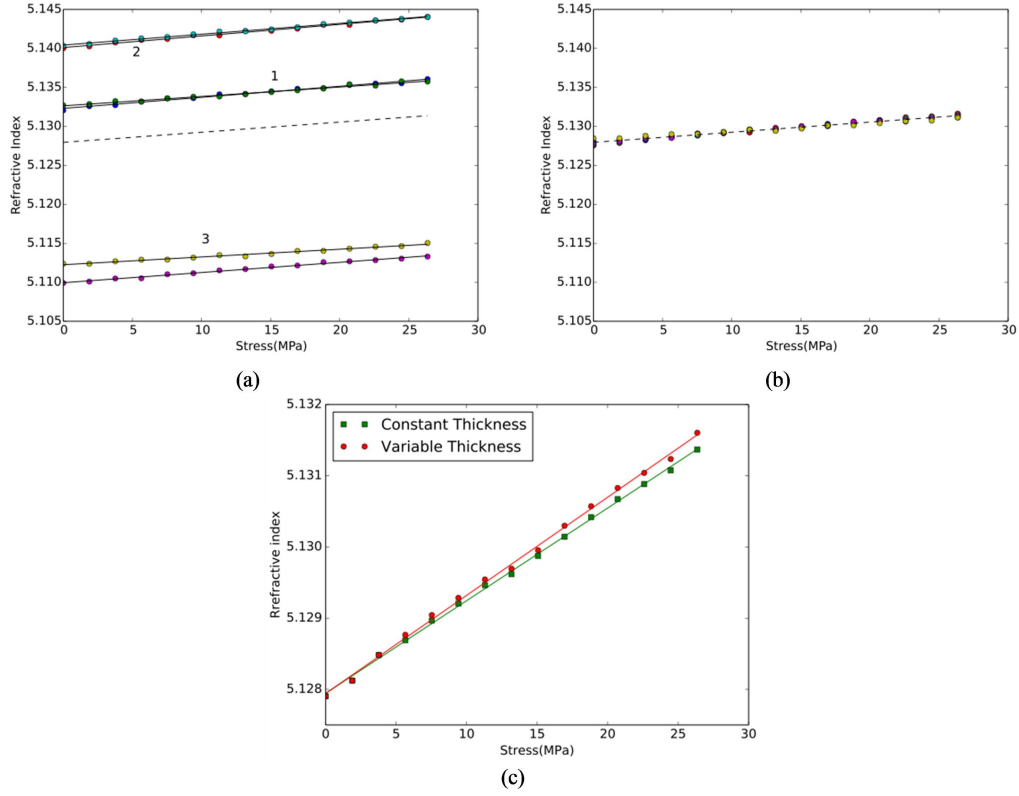 5.145
5.140
5.135
5.130
5.125
5.120
5.115
5.110
5.105
0 5 10 15 20 25 30
Refractive Index
Stress(MPa)
2
1
3
(a)
5.145
5.140
5.135
5.130
5.125
5.120
5.115
5.110
5.105
0 5 10 15 20 25 30
Refractive Index
Stress(MPa)
(b)
5.132
5.131
5.130
5.129
5.128
0 5 10 15 20 25 30
Rrefractive index
Stress(MPa)
Constant Thickness
Variable Thickness
(c)